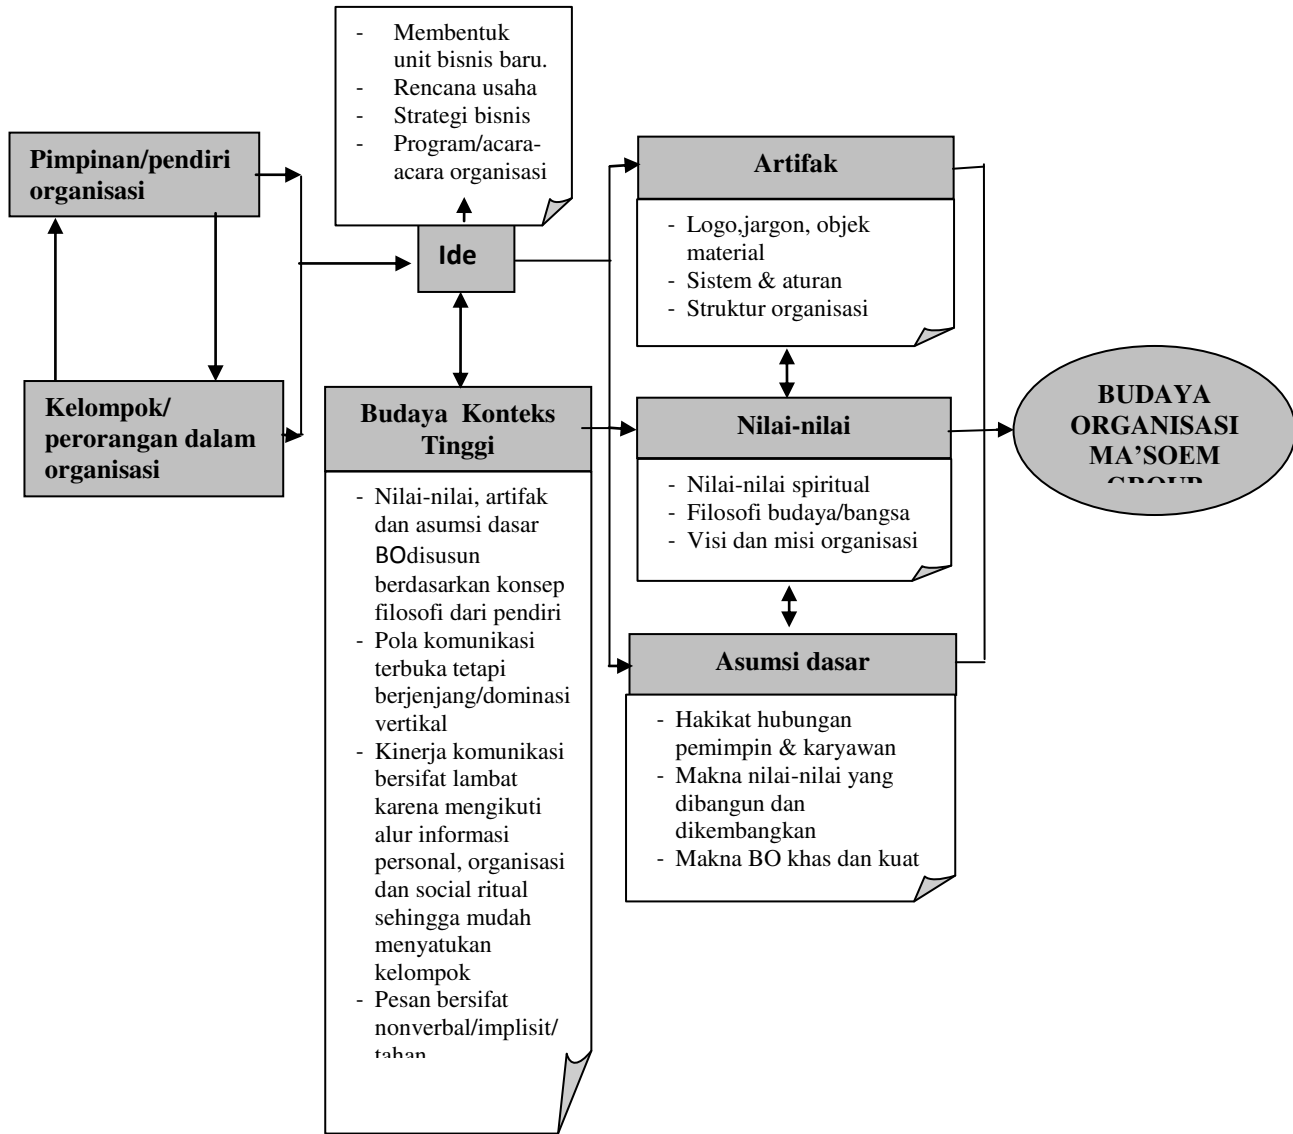 - Membentuk
unit bisnis baru.
- Rencana usaha
- Strategi bisnis
- Program/acara-
acara organisasi
Pimpinan/pendiri
organisasi
Ide
Kelompok/
perorangan dalam
organisasi
Budaya Konteks
Tinggi
- Nilai-nilai, artifak
dan asumsi dasar
BOdisusun
berdasarkan konsep
filosofi dari pendiri
- Pola komunikasi
terbuka tetapi
berjenjang/dominasi
vertikal
- Kinerja komunikasi
bersifat lambat
karena mengikuti
alur informasi
personal, organisasi
dan social ritual
sehingga mudah
menyatukan
kelompok
- Pesan bersifat
nonverbal/implisit/
tahan
Artifak
- Logo,jargon, objek
material
- Sistem & aturan
- Struktur organisasi
Nilai-nilai
- Nilai-nilai spiritual
- Filosofi budaya/bangsa
- Visi dan misi organisasi
Asumsi dasar
- Hakikat hubungan
pemimpin & karyawan
- Makna nilai-nilai yang
dibangun dan
dikembangkan
- Makna BO khas dan kuat
BUDAYA
ORGANISASI
MA'SOEM
GROUP